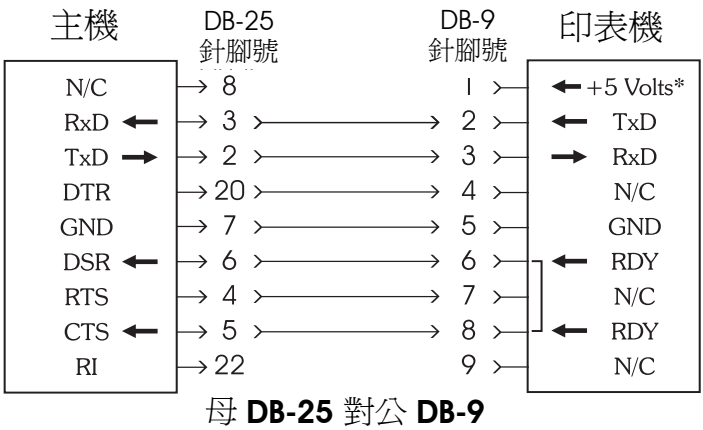 主機 DB-25 DB-9 印表機
針腳號 針腳號
N/C 8 1 +5 Volts*
RxD 3 2 TxD
TxD 2 3 RxD
DTR 20 4 N/C
GND 7 5 GND
DSR 6 6 RDY
RTS 4 7 N/C
CTS 5 8 RDY
RI 22 9 N/C
母 DB-25 對公 DB-9